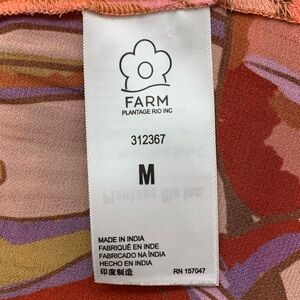 FARM
PLANTAGE RIO INC
312367
M
MADE IN INDIA
FABRIQUÉ EN INDE
FABRICADO NA ÍNDIA
HECHO EN INDIA
印度制造
RN 157047